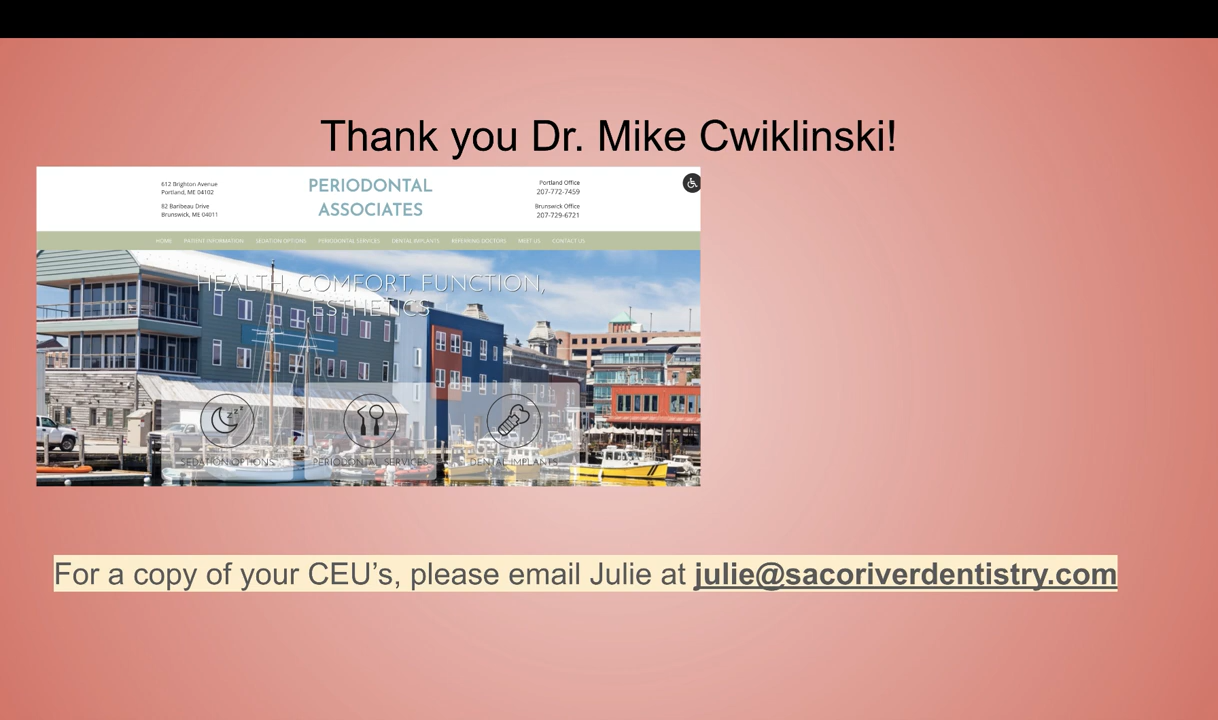 Thank you Dr. Mike Cwiklinski!
612 Brighton Avenue
Portland, ME 04102
82 Baribeau Drive
Brunswick, ME 04011
PERIODONTAL
ASSOCIATES
Portland Office
207-772-7459
Brunswick Office
207-729-6721
HOME PATIENT INFORMATION SEDATION OPTIONS PERIODONTAL SERVICES DENTAL IMPLANTS REFERRING DOCTORS MEET US CONTACT US
HEALTH, COMFORT, FUNCTION,
ESTHETICS
SEDATION OPTIONS PERIODONTAL SERVICES DENTAL IMPLANTS
For a copy of your CEU’s, please email Julie at julie@sacoriverdentistry.com